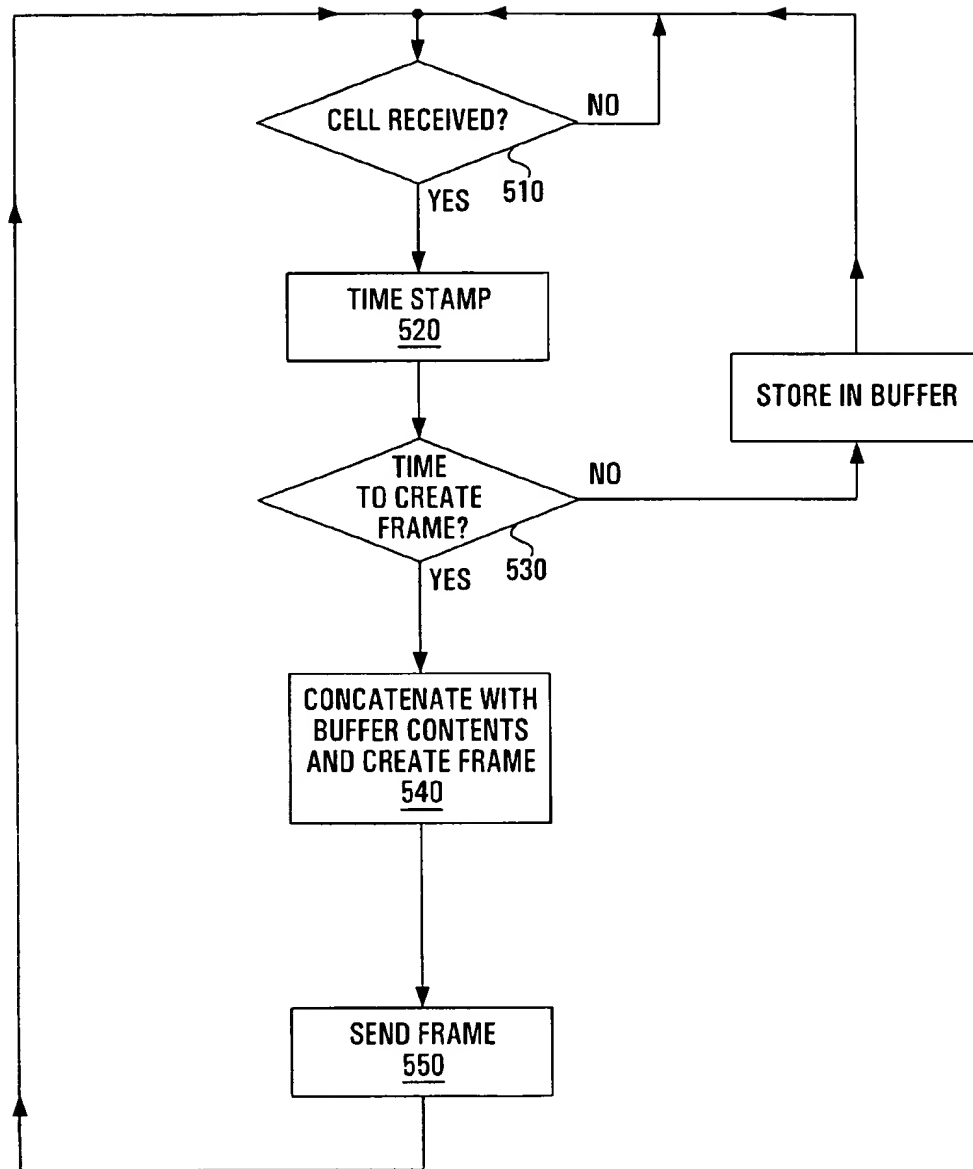 CELL RECEIVED?
NO
510
YES
TIME STAMP
520
STORE IN BUFFER
TIME
TO CREATE
FRAME?
NO
530
YES
CONCATENATE WITH
BUFFER CONTENTS
AND CREATE FRAME
540
SEND FRAME
550